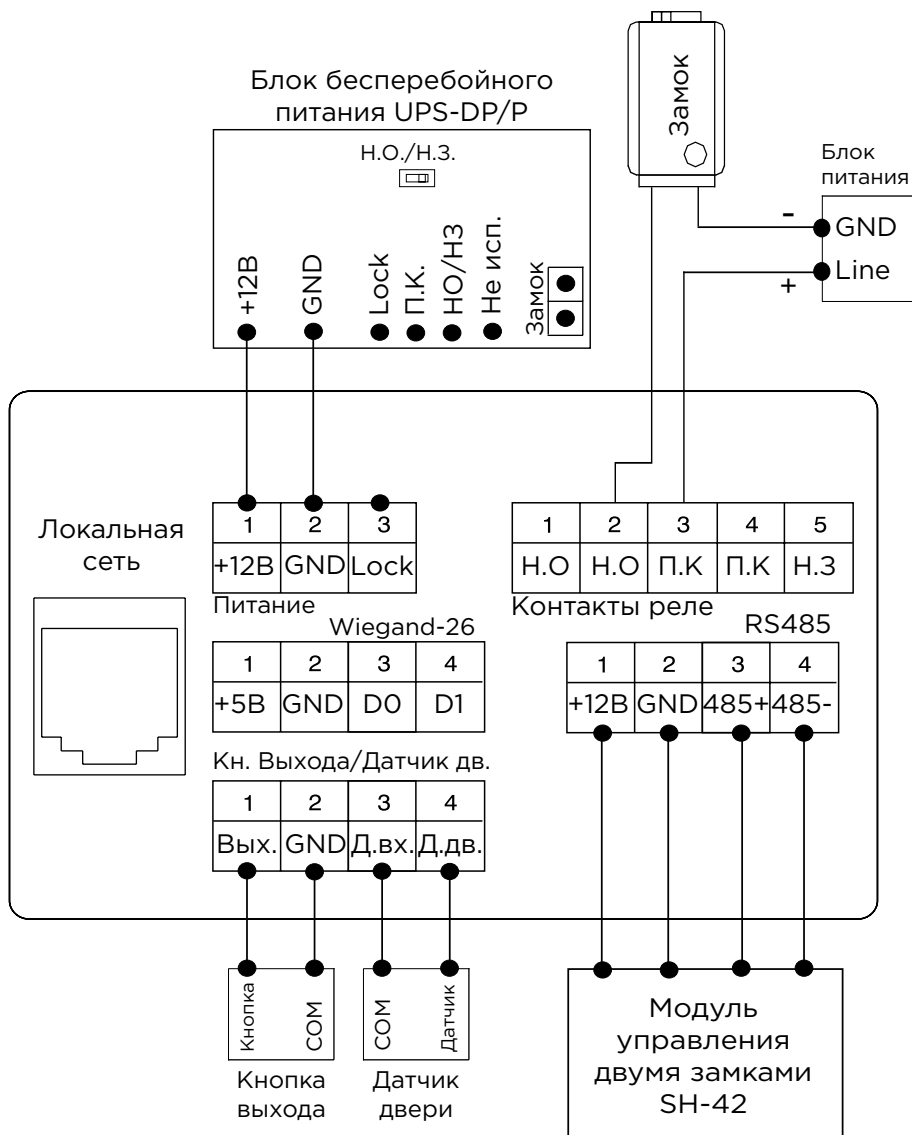 Блок бесперебойного
питания UPS-DP/P
Н.О./Н.З.
+12В
GND
Lock
П.К.
НО/НЗ
Не исп.
Замок
Замок
Блок
питания
-
GND
+
Line
Локальная
сеть
1 2 3
+12В GND Lock
Питание
1 2 3 4 5
Н.О Н.О П.К П.К Н.З
Контакты реле
Wiegand-26
1 2 3 4
+5В GND D0 D1
RS485
1 2 3 4
+12В GND 485+ 485-
Кн. Выхода/Датчик дв.
1 2 3 4
Вых. GND Д.вх. Д.дв.
Кнопка
COM
Кнопка
выхода
COM
Датчик
Датчик
двери
Модуль
управления
двумя замками
SH-42